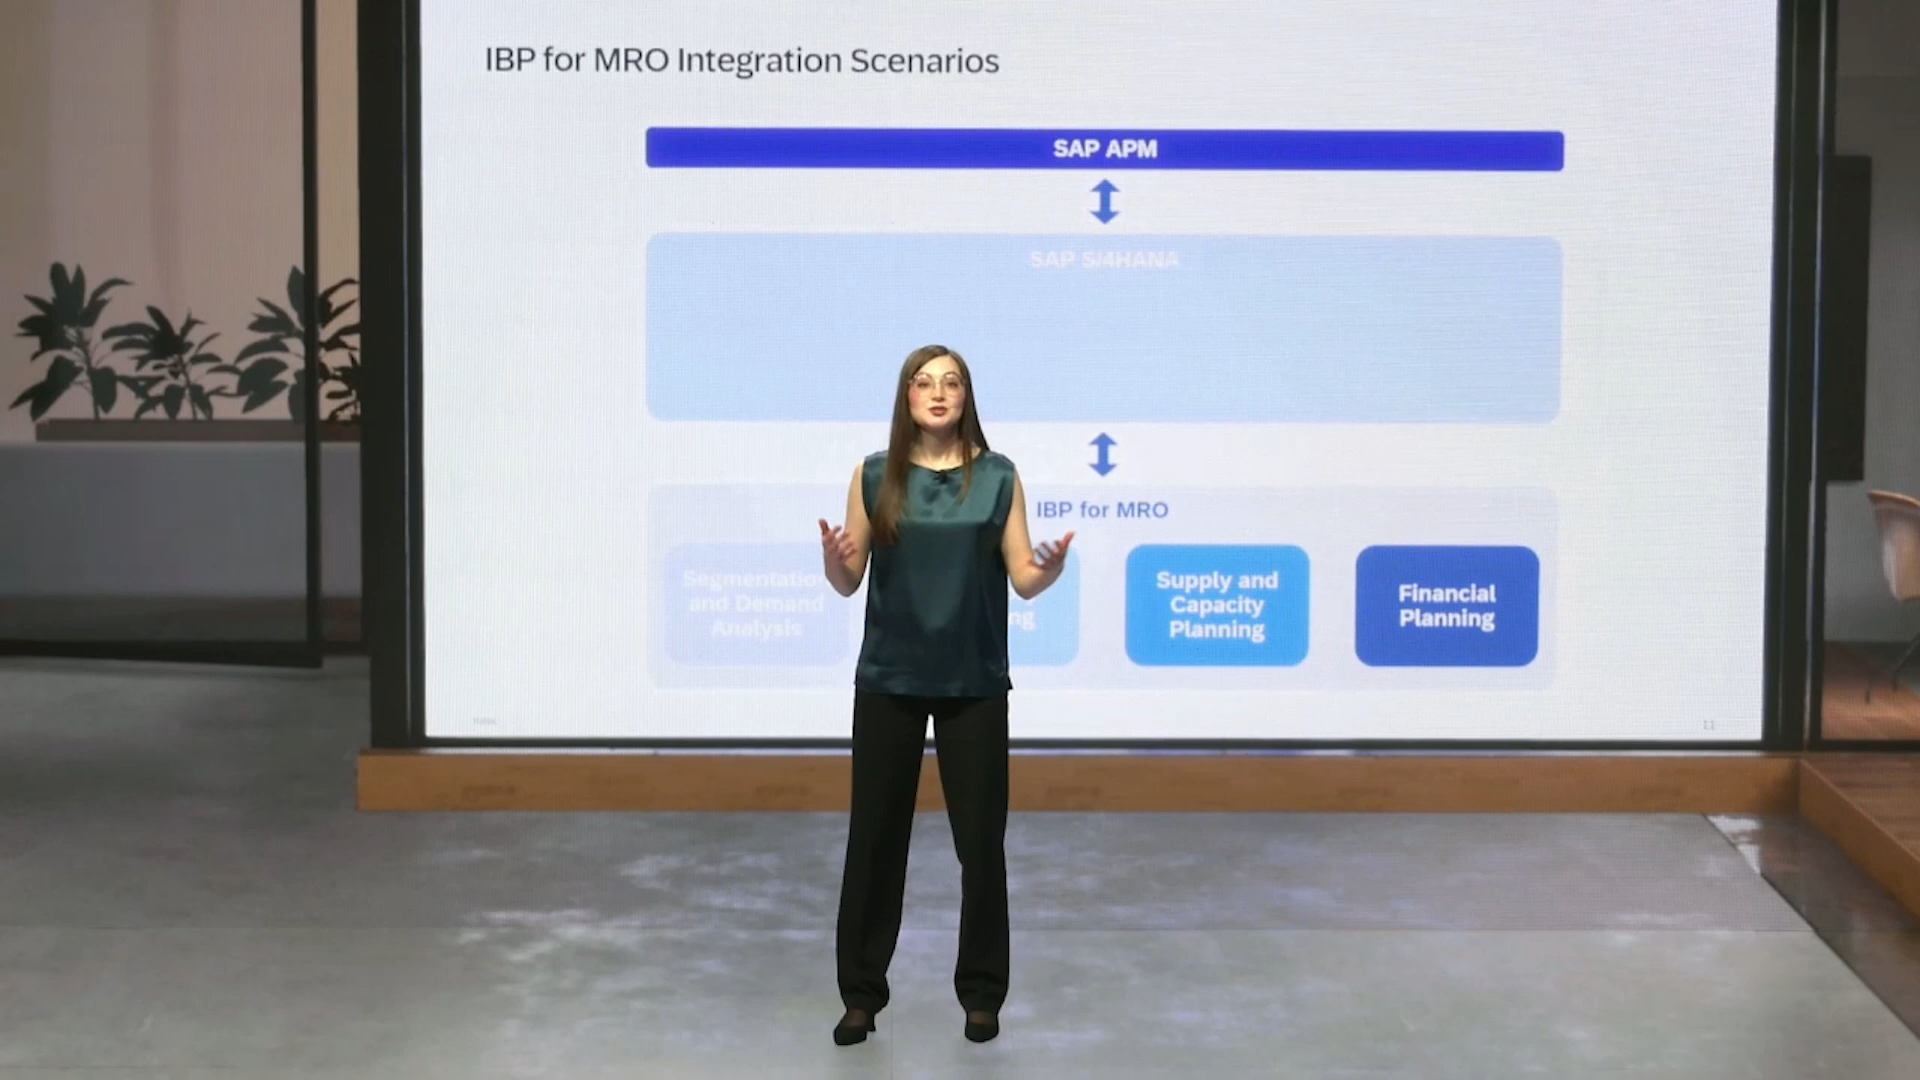 IBP for MRO Integration Scenarios
SAP APM
SAP S/4HANA
IBP for MRO
Segmentation
and Demand
Analysis
Supply and
Capacity
Planning
Financial
Planning
11